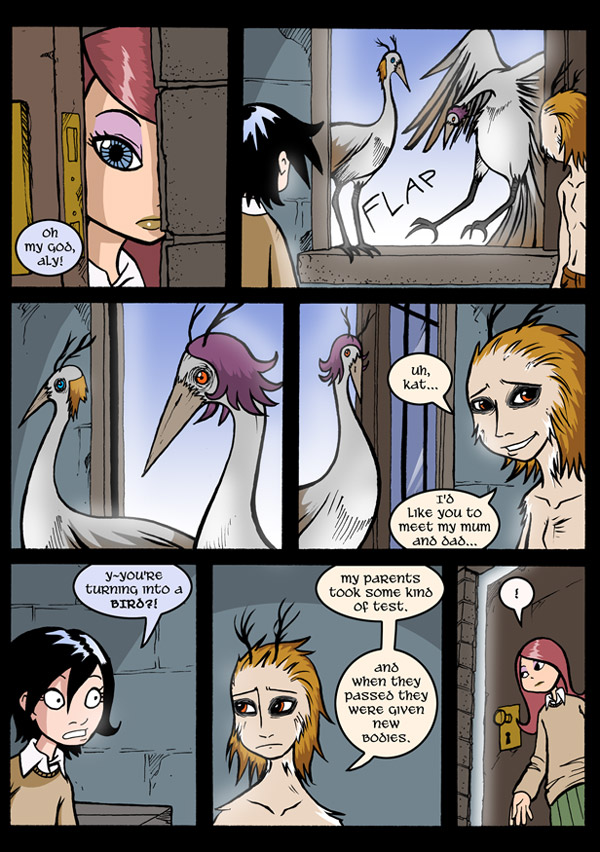 oh
my god,
aly!
FLAP
uh,
kat...
I'd
like you to
meet my mum
and dad...
y~you're
turning into a
BIRD?!
my parents
took some kind
of test.
and
when they
passed they
were given
new
bodies.
!